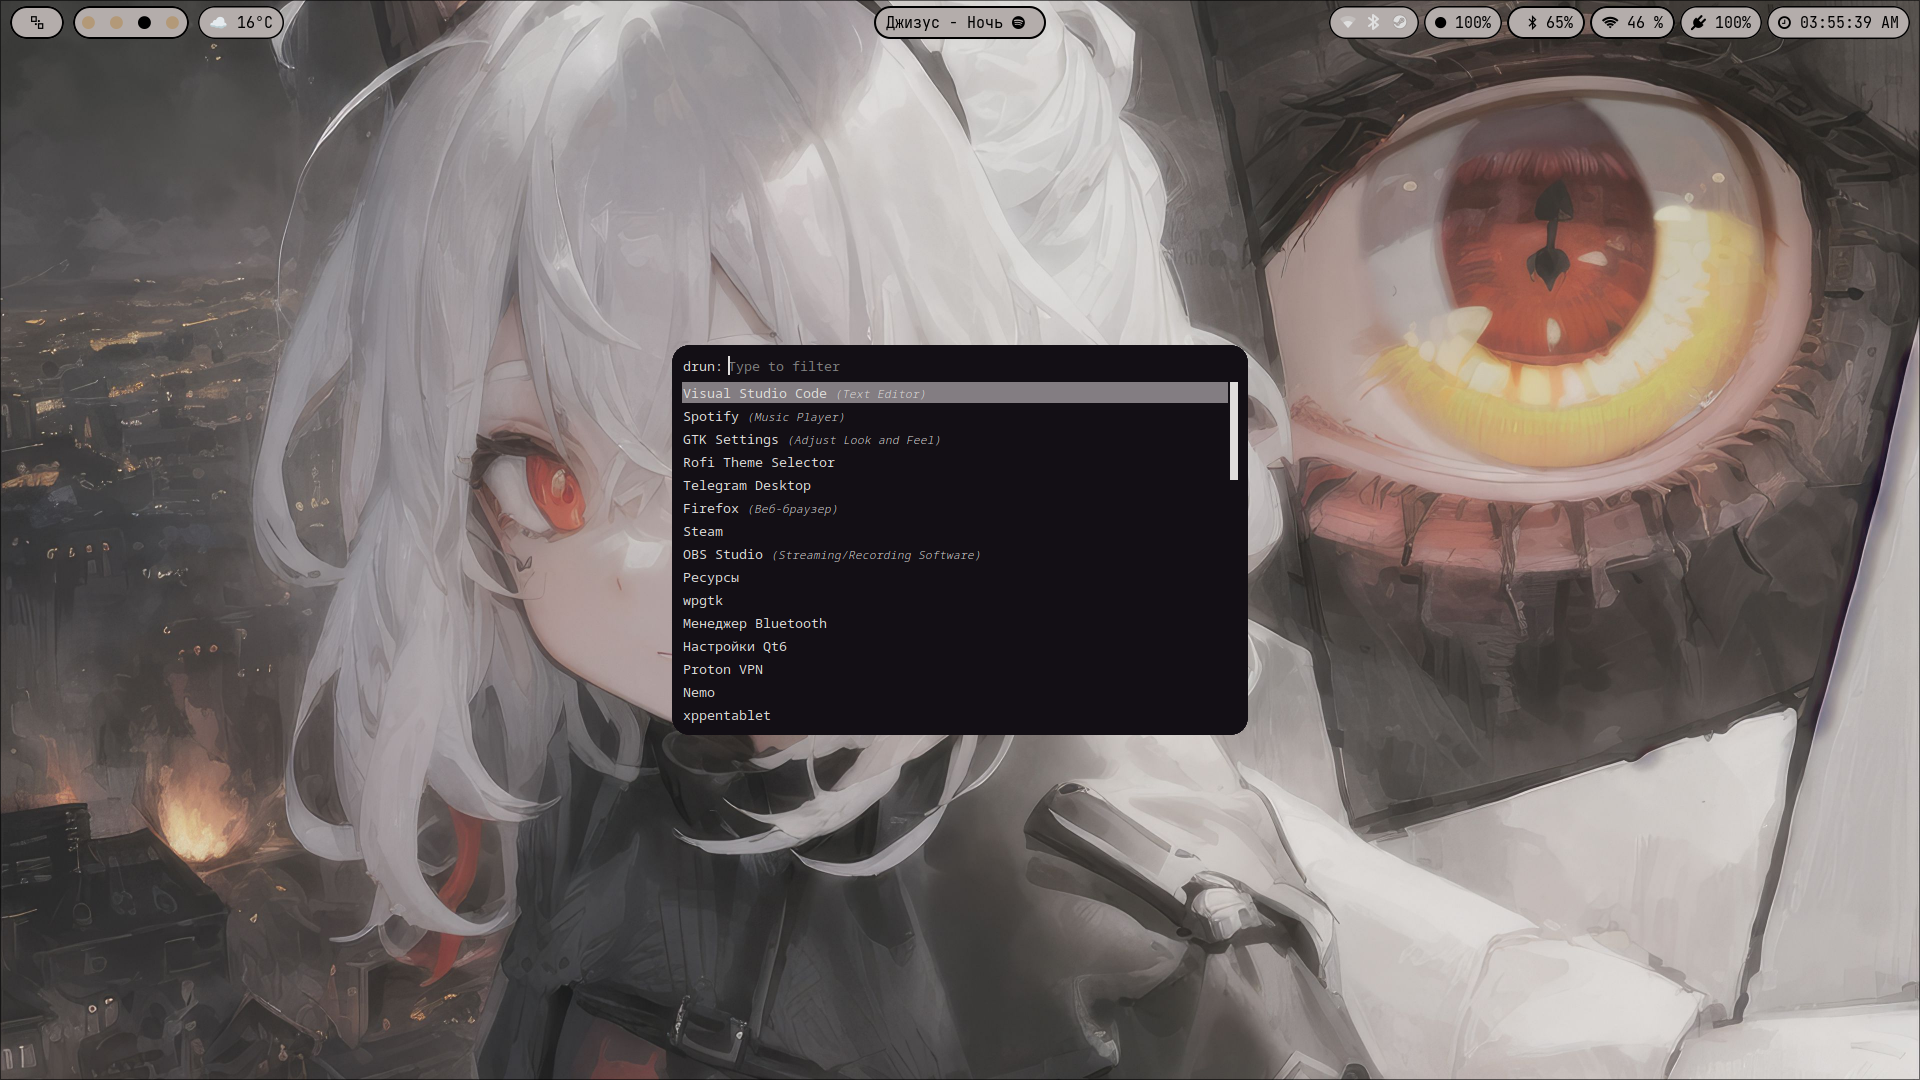 16°C
Джизус - Ночь
100%
65%
46 %
100%
03:55:39 AM
drun: Type to filter
Visual Studio Code (Text Editor)
Spotify (Music Player)
GTK Settings (Adjust Look and Feel)
Rofi Theme Selector
Telegram Desktop
Firefox (Веб-браузер)
Steam
OBS Studio (Streaming/Recording Software)
Ресурсы
wpgtk
Менеджер Bluetooth
Настройки Qt6
Proton VPN
Nemo
xppentablet